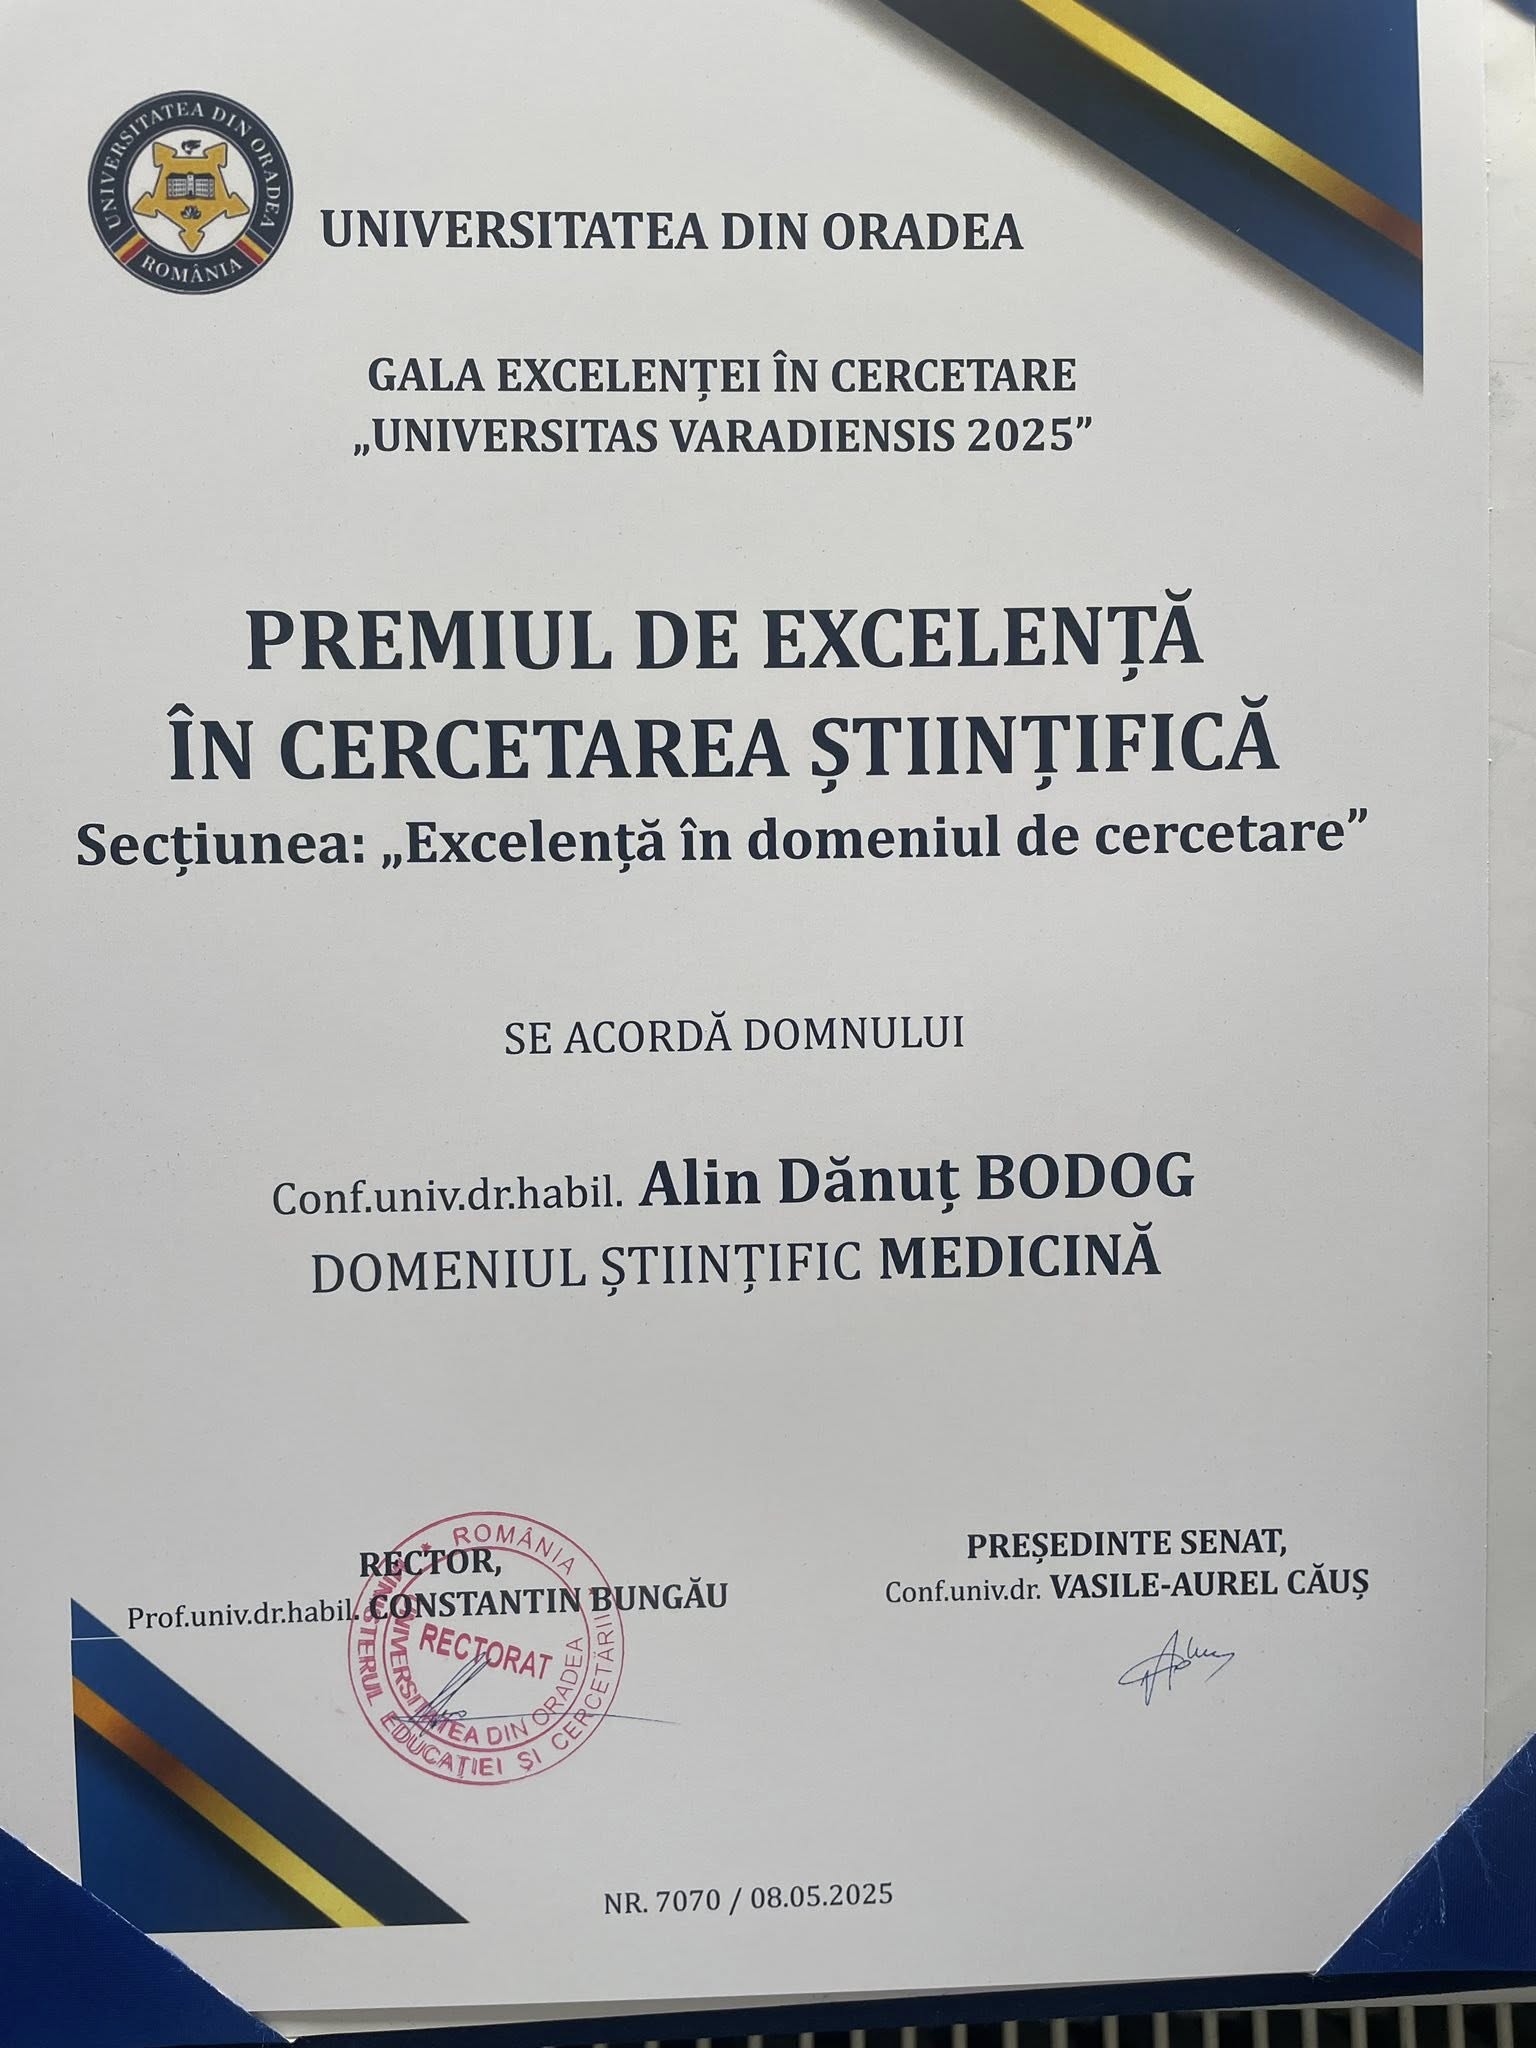 UNIVERSITATEA DIN ORADEA
ROMÂNIA
UNIVERSITATEA DIN ORADEA
GALA EXCELENȚEI ÎN CERCETARE
„UNIVERSITAS VARADIENSIS 2025”
PREMIUL DE EXCELENȚĂ
ÎN CERCETAREA ȘTIINȚIFICĂ
Secțiunea: „Excelență în domeniul de cercetare”
SE ACORDĂ DOMNULUI
Conf.univ.dr.habil. Alin Dănuț BODOG
DOMENIUL ȘTIINȚIFIC MEDICINĂ
RECTOR,
Prof.univ.dr.habil. CONSTANTIN BUNGĂU
ROMÂNIA
MINISTERUL EDUCAȚIEI ȘI CERCETĂRII
UNIVERSITATEA DIN ORADEA
RECTORAT
PREȘEDINTE SENAT,
Conf.univ.dr. VASILE-AUREL CĂUȘ
NR. 7070 / 08.05.2025